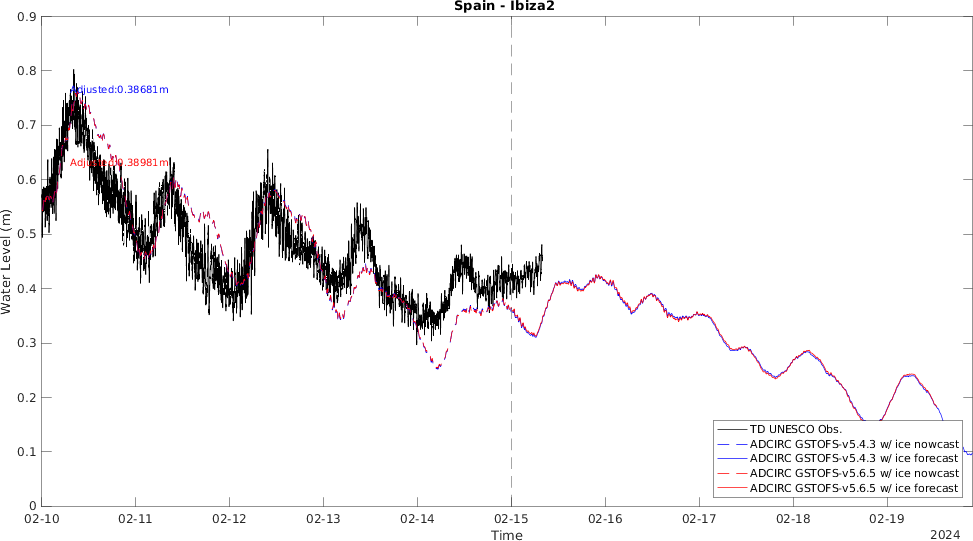 Spain - Ibiza2
0.9
0.8
0.7
0.6
0.5
0.4
0.3
0.2
0.1
0
Water Level (m)
Adjusted:0.38681m
Adjusted:0.38981m
TD UNESCO Obs.
ADCIRC GSTOFS-v5.4.3 w/ ice nowcast
ADCIRC GSTOFS-v5.4.3 w/ ice forecast
ADCIRC GSTOFS-v5.6.5 w/ ice nowcast
ADCIRC GSTOFS-v5.6.5 w/ ice forecast
02-10 02-11 02-12 02-13 02-14 02-15 02-16 02-17 02-18 02-19
Time
2024